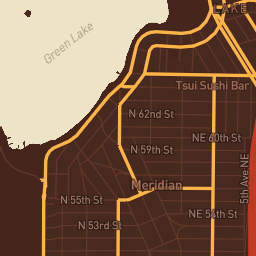 LAKE
Green Lake
Tsui Sushi Bar
N 62nd St
NE 60th St
N 59th St
Meridian
5th Ave NE
N 55th St
NE 54th St
N 53rd St